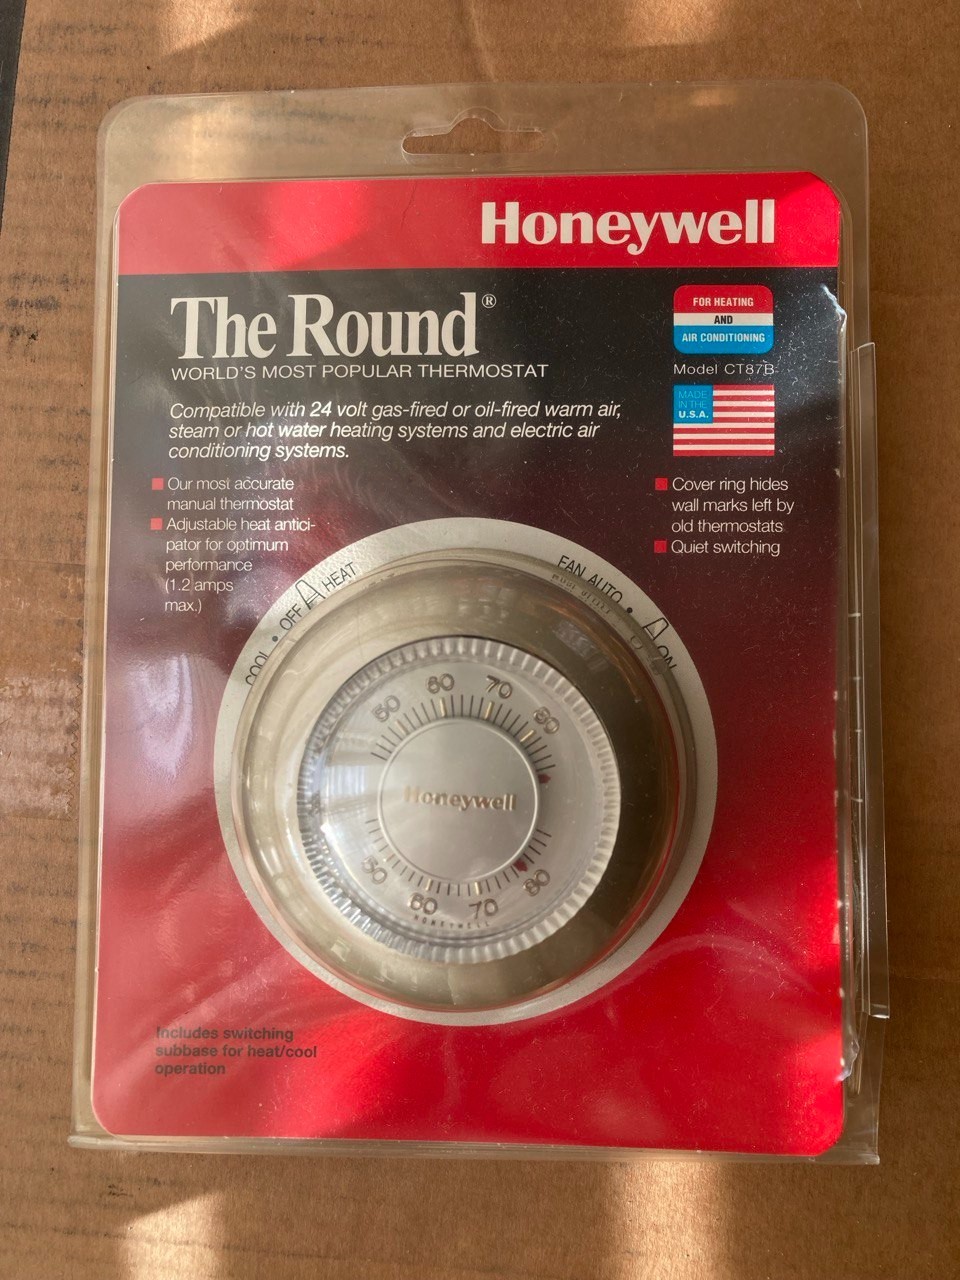 Honeywell
The Round®
WORLD'S MOST POPULAR THERMOSTAT
FOR HEATING
AND
AIR CONDITIONING
Model CT87B
MADE
IN THE
U.S.A.
Compatible with 24 volt gas-fired or oil-fired warm air,
steam or hot water heating systems and electric air
conditioning systems.
Our most accurate
manual thermostat
Adjustable heat antici-
pator for optimum
performance
(1.2 amps
max.)
Cover ring hides
wall marks left by
old thermostats
Quiet switching
COOL • OFF HEAT
FAN AUTO • ON
50 60 70 80
Honeywell
50 60 70 80
HONEYWELL
Includes switching
subbase for heat/cool
operation